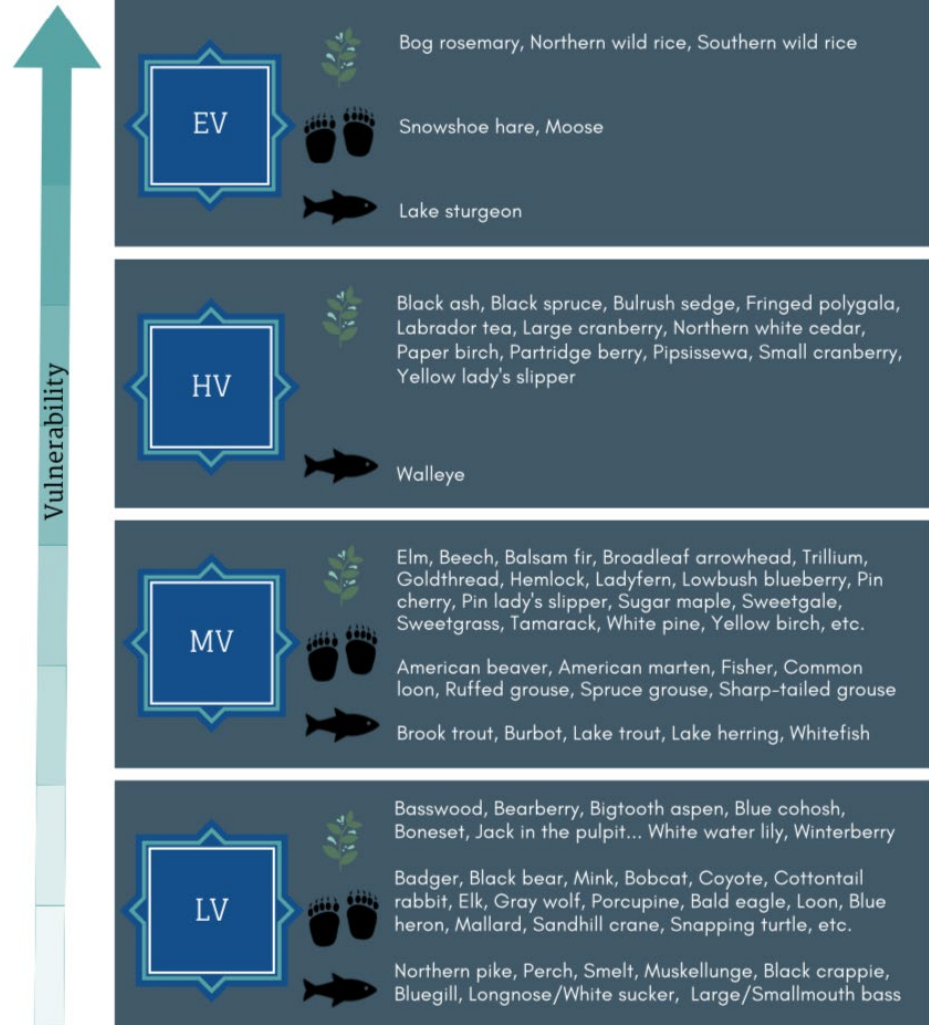 Vulnerability
EV
Bog rosemary, Northern wild rice, Southern wild rice
Snowshoe hare, Moose
Lake sturgeon
HV
Black ash, Black spruce, Bulrush sedge, Fringed polygala,
Labrador tea, Large cranberry, Northern white cedar,
Paper birch, Partridge berry, Pipsissewa, Small cranberry,
Yellow lady's slipper
Walleye
MV
Elm, Beech, Balsam fir, Broadleaf arrowhead, Trillium,
Goldthread, Hemlock, Ladyfern, Lowbush blueberry, Pin
cherry, Pin lady's slipper, Sugar maple, Sweetgale,
Sweetgrass, Tamarack, White pine, Yellow birch, etc.
American beaver, American marten, Fisher, Common
loon, Ruffed grouse, Spruce grouse, Sharp-tailed grouse
Brook trout, Burbot, Lake trout, Lake herring, Whitefish
LV
Basswood, Bearberry, Bigtooth aspen, Blue cohosh,
Boneset, Jack in the pulpit... White water lily, Winterberry
Badger, Black bear, Mink, Bobcat, Coyote, Cottontail
rabbit, Elk, Gray wolf, Porcupine, Bald eagle, Loon, Blue
heron, Mallard, Sandhill crane, Snapping turtle, etc.
Northern pike, Perch, Smelt, Muskellunge, Black crappie,
Bluegill, Longnose/White sucker, Large/Smallmouth bass